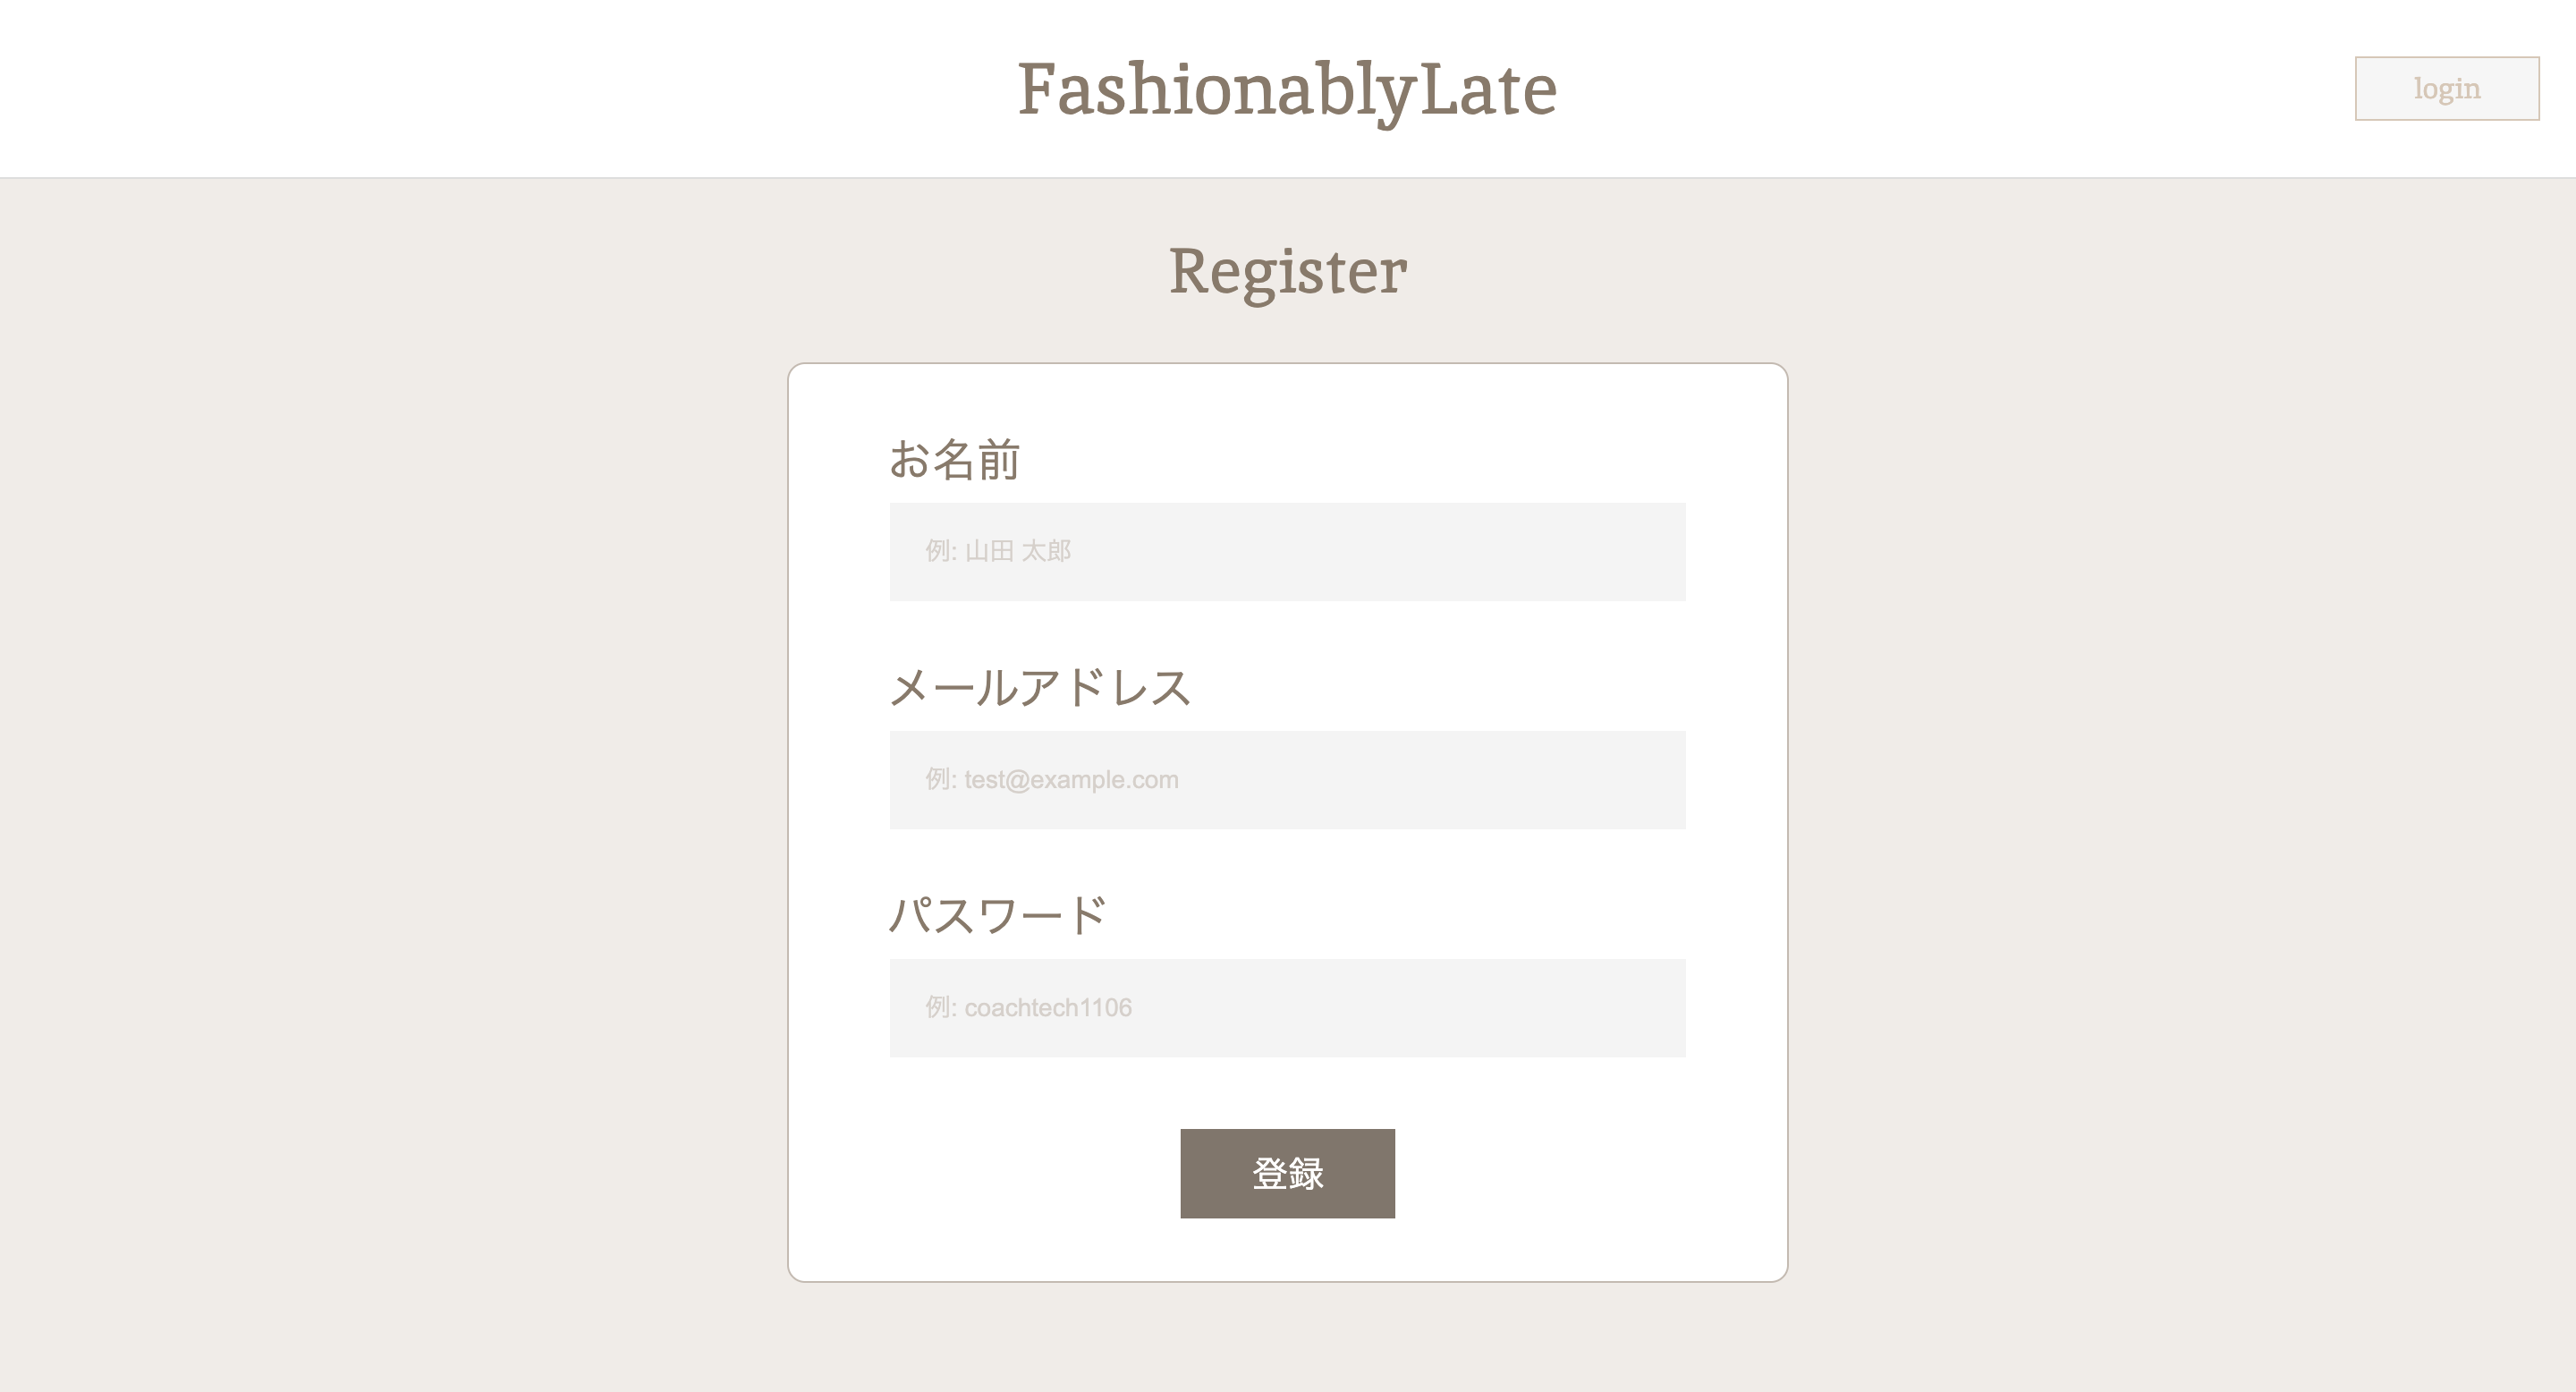 FashionablyLate
login
Register
お名前
例: 山田 太郎
メールアドレス
例: test@example.com
パスワード
例: coachtech1106
登録